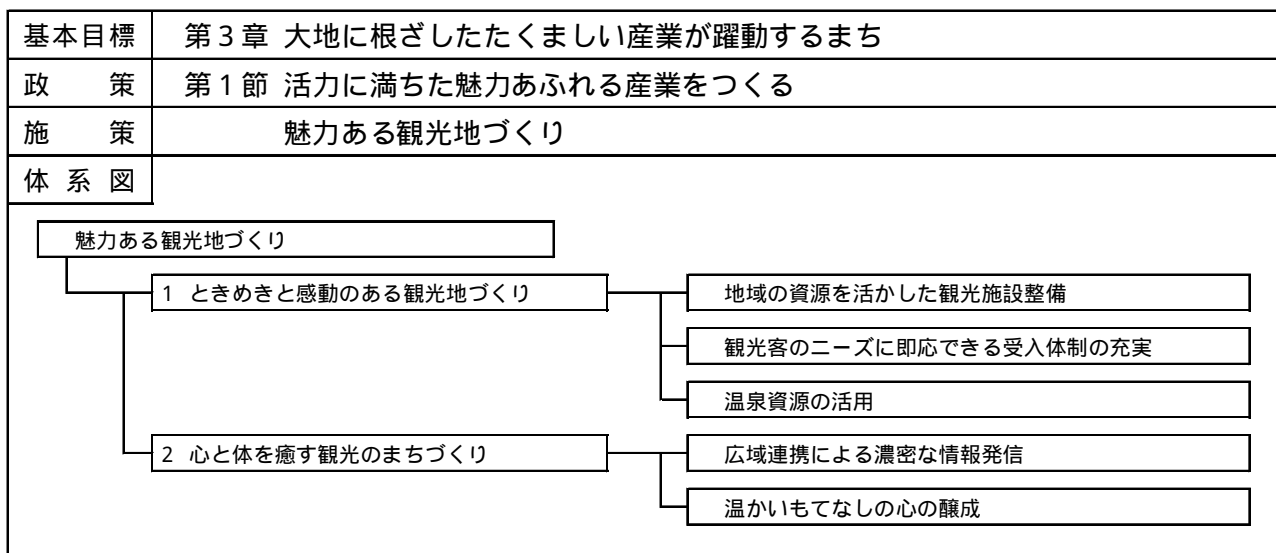 基本目標 第3章 大地に根ざしたたくましい産業が躍動するまち
政策 第1節 活力に満ちた魅力あふれる産業をつくる
施策 魅力ある観光地づくり
体系図
魅力ある観光地づくり
1 ときめきと感動のある観光地づくり
地域の資源を活かした観光施設整備
観光客のニーズに即応できる受入体制の充実
温泉資源の活用
2 心と体を癒す観光のまちづくり
広域連携による濃密な情報発信
温かいもてなしの心の醸成